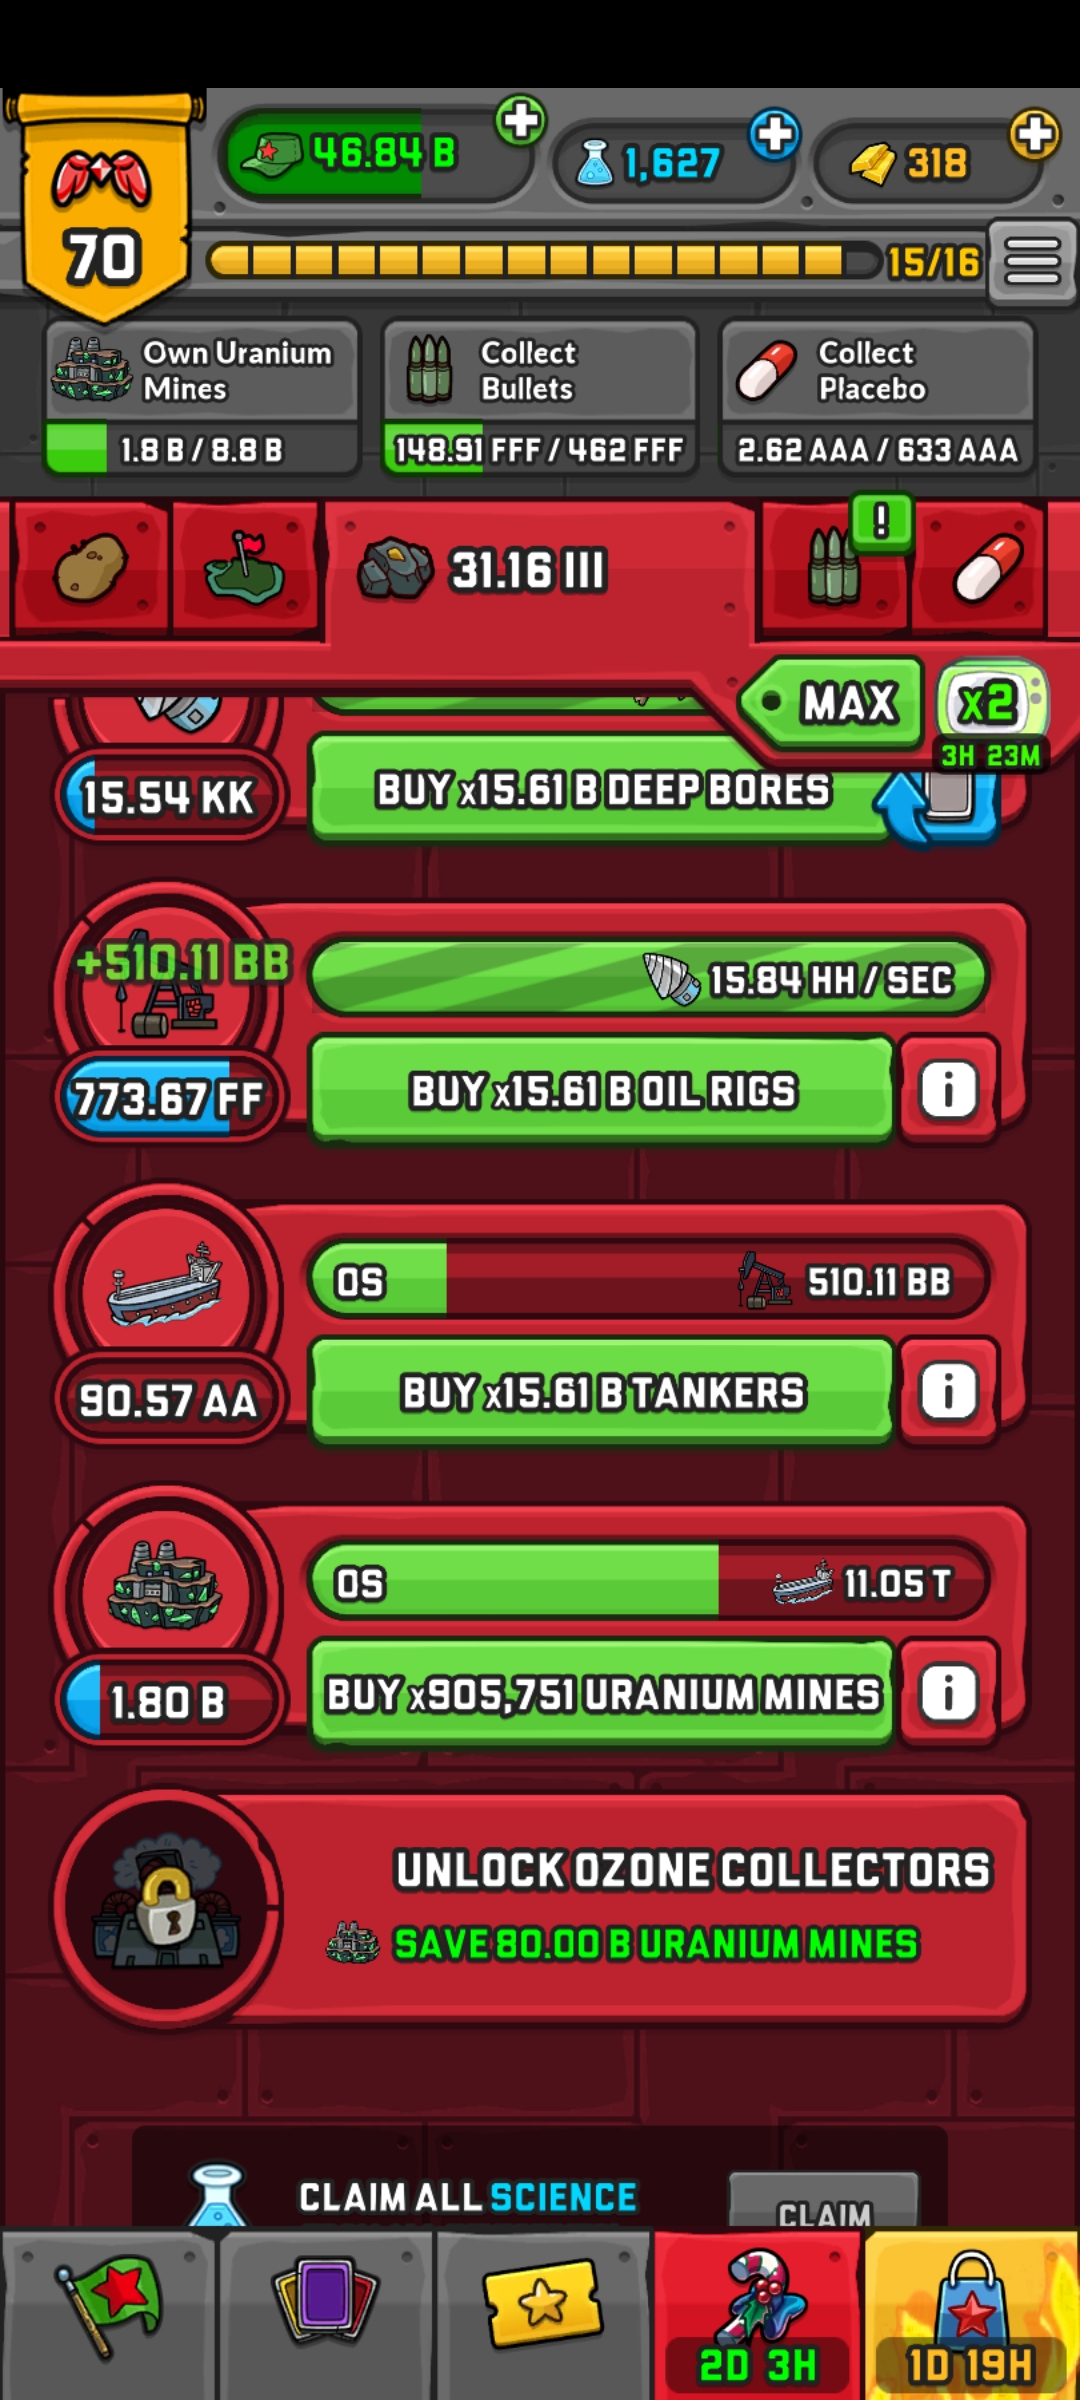 46.84 B
1,627
318
70
15/16
Own Uranium
Mines
1.8 B / 8.8 B
Collect
Bullets
148.91 FFF / 462 FFF
Collect
Placebo
2.62 AAA / 633 AAA
31.16 III
!
MAX
x2
3H 23M
15.54 KK
BUY x15.61 B DEEP BORES
+510.11 BB
15.84 HH / SEC
773.67 FF
BUY x15.61 B OIL RIGS
i
0S
510.11 BB
90.57 AA
BUY x15.61 B TANKERS
i
0S
11.05 T
1.80 B
BUY x905,751 URANIUM MINES
i
UNLOCK OZONE COLLECTORS
SAVE 80.00 B URANIUM MINES
CLAIM ALL SCIENCE
CLAIM
2D 3H
1D 19H